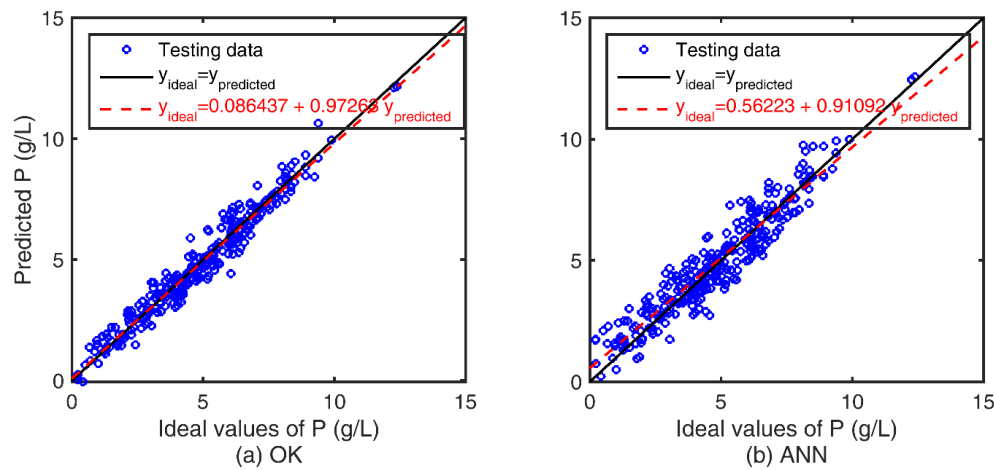 15
10
5
0
Predicted P (g/L)
Testing data
y_ideal=y_predicted
y_ideal=0.086437 + 0.97268 y_predicted
0
5
10
15
Ideal values of P (g/L)
(a) OK
15
10
5
0
Testing data
y_ideal=y_predicted
y_ideal=0.56223 + 0.91092 y_predicted
0
5
10
15
Ideal values of P (g/L)
(b) ANN